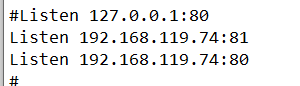 #Listen 127.0.0.1:80
Listen 192.168.119.74:81
Listen 192.168.119.74:80
#